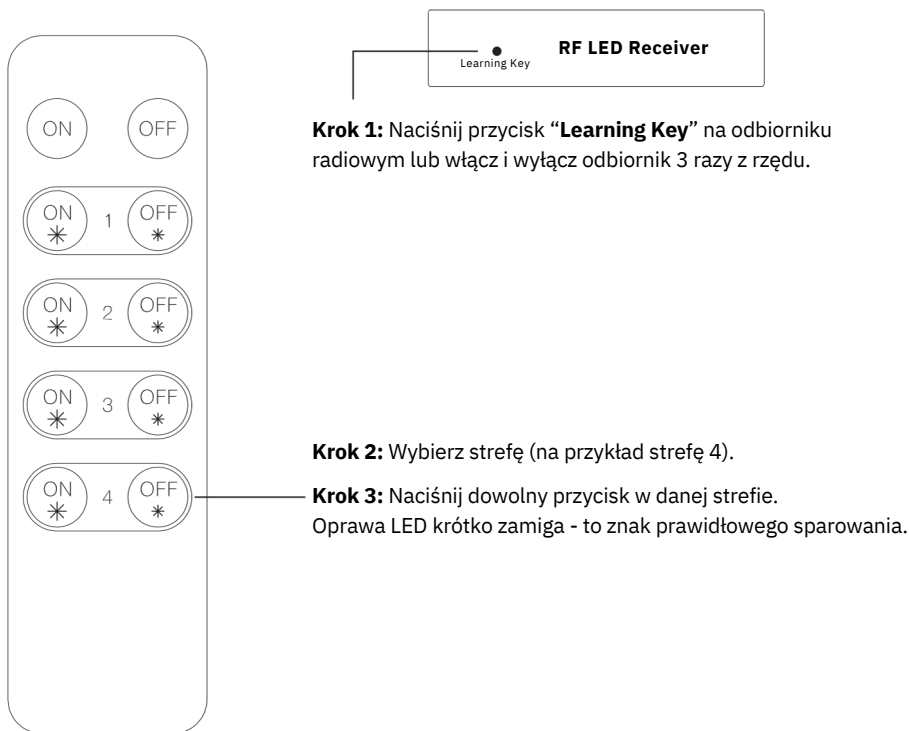 RF LED Receiver
Learning Key
ON OFF
Krok 1: Naciśnij przycisk “Learning Key” na odbiorniku
radiowym lub włącz i wyłącz odbiornik 3 razy z rzędu.
ON 1 OFF
ON 2 OFF
ON 3 OFF
Krok 2: Wybierz strefę (na przykład strefę 4).
ON 4 OFF
Krok 3: Naciśnij dowolny przycisk w danej strefie.
Oprawa LED krótko zamiga - to znak prawidłowego sparowania.